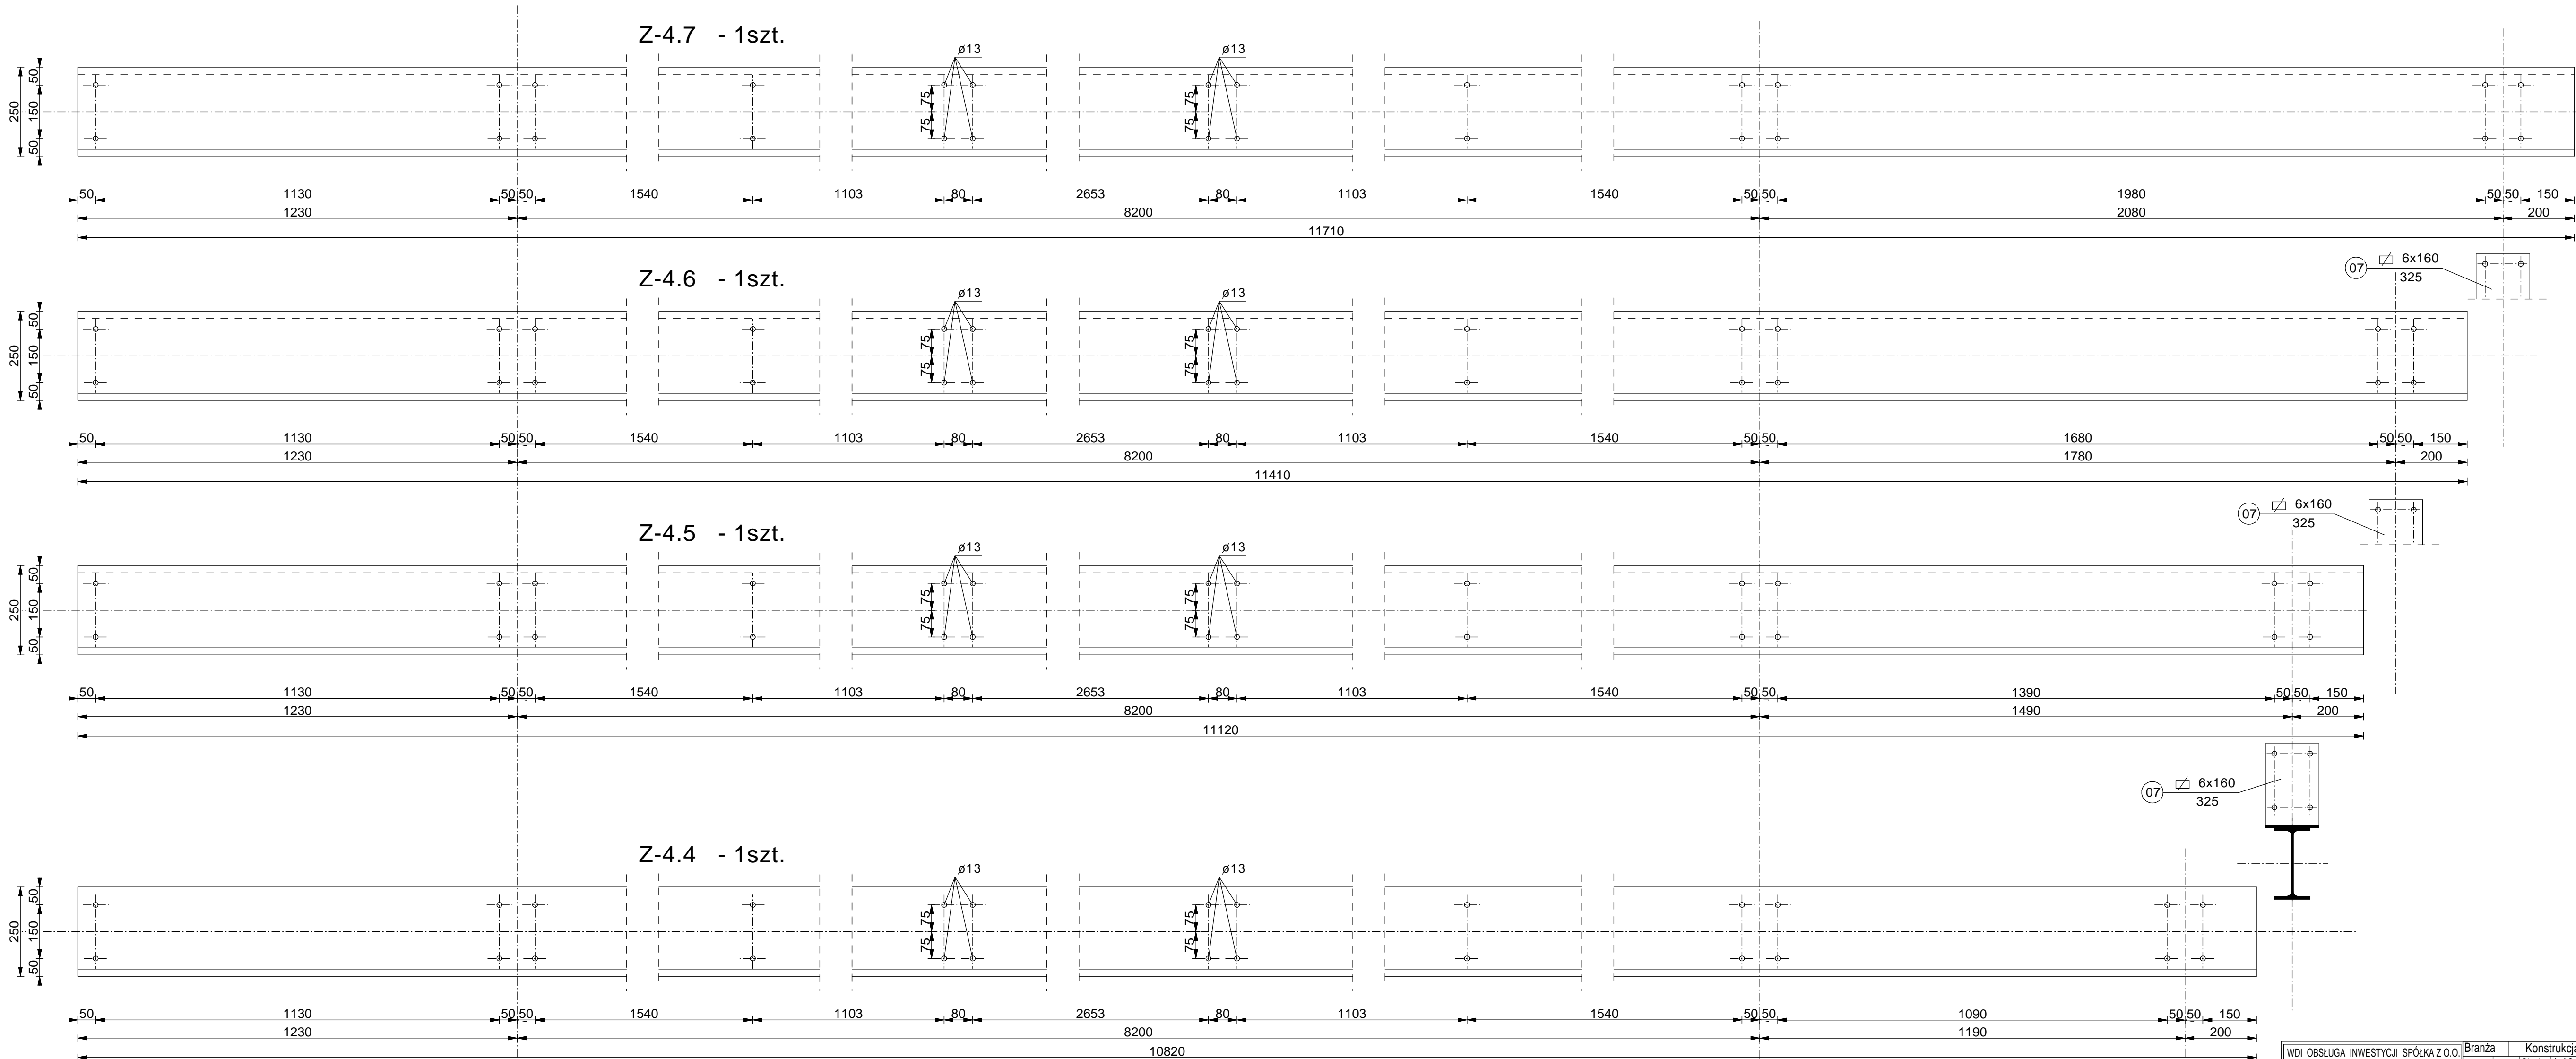 Z-4.7 - 1szt.
ø13 ø13
250 50 150 50 75 75 75 75
50 1130 50 50 1540 1103 80 2653 80 1103 1540 50 50 1980 50 50 150
1230 8200 2080 200
11710
Z-4.6 - 1szt.
07 6x160
325
ø13 ø13
250 50 150 50 75 75 75 75
50 1130 50 50 1540 1103 80 2653 80 1103 1540 50 50 1680 50 50 150
1230 8200 1780 200
11410
Z-4.5 - 1szt.
07 6x160
325
ø13 ø13
250 50 150 50 75 75 75 75
50 1130 50 50 1540 1103 80 2653 80 1103 1540 50 50 1390 50 50 150
1230 8200 1490 200
11120
07 6x160
325
Z-4.4 - 1szt.
ø13 ø13
250 50 150 50 75 75 75 75
50 1130 50 50 1540 1103 80 2653 80 1103 1540 50 50 1090 50 50 150
1230 8200 1190 200
10820
WDI OBSŁUGA INWESTYCJI SPÓŁKA Z O.O. Branża Konstrukcja